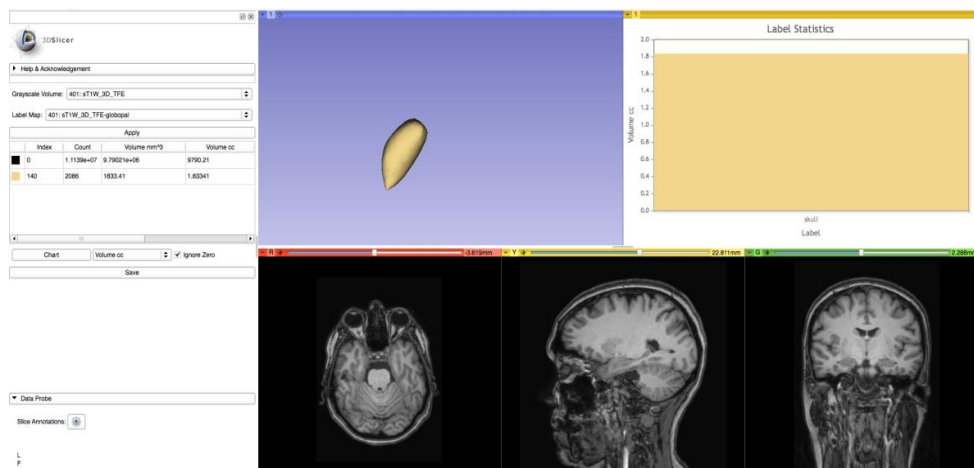 3DSlicer
Help & Acknowledgement
Grayscale Volume: 401: sT1W_3D_TFE
Label Map: 401: sT1W_3D_TFE-globopal
Apply
Index Count Volume mm^3 Volume cc
0 1.1139e+07 9.79021e+06 9790.21
140 2086 1833.41 1.83341
Chart Volume cc Ignore Zero
Save
Data Probe
Slice Annotations:
L
F
1
1
Label Statistics
2.0
1.8
1.6
1.4
1.2
1.0
0.8
0.6
0.4
0.2
0.0
Volume cc
skull
Label
R -3.619mm
Y 22.811mm
G -2.286mm